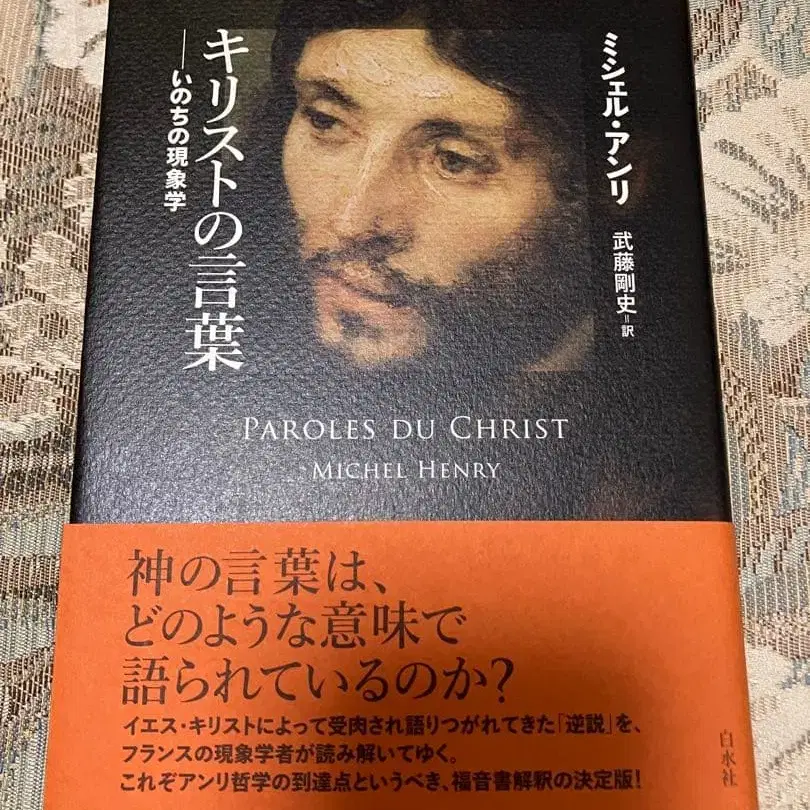 ミシェル・アンリ
武藤剛史=訳
キリストの言葉
──いのちの現象学
PAROLES DU CHRIST
MICHEL HENRY
神の言葉は、
どのような意味で
語られているのか?
イエス・キリストによって受肉され語りつがれてきた「逆説」を、
フランスの現象学者が読み解いてゆく。
これぞアンリ哲学の到達点というべき、福音書解釈の決定版!
白水社